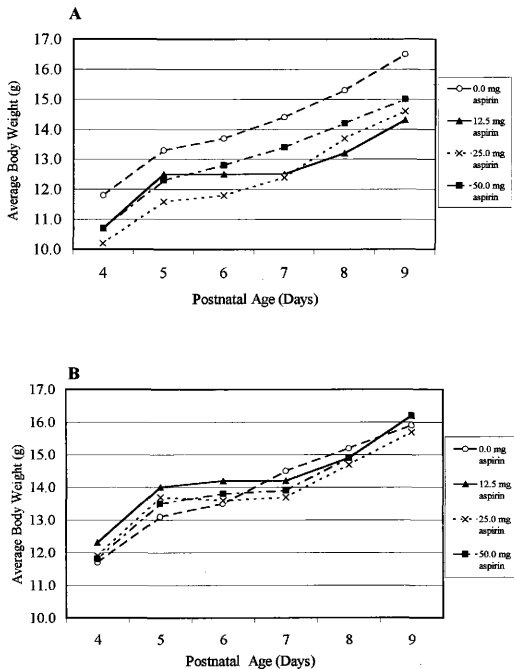 A
17.0
16.0
15.0
14.0
13.0
12.0
11.0
10.0
Average Body Weight (g)
4 5 6 7 8 9
Postnatal Age (Days)
0.0 mg
aspirin
12.5 mg
aspirin
25.0 mg
aspirin
50.0 mg
aspirin
B
17.0
16.0
15.0
14.0
13.0
12.0
11.0
10.0
Average Body Weight (g)
4 5 6 7 8 9
Postnatal Age (Days)
0.0 mg
aspirin
12.5 mg
aspirin
25.0 mg
aspirin
50.0 mg
aspirin